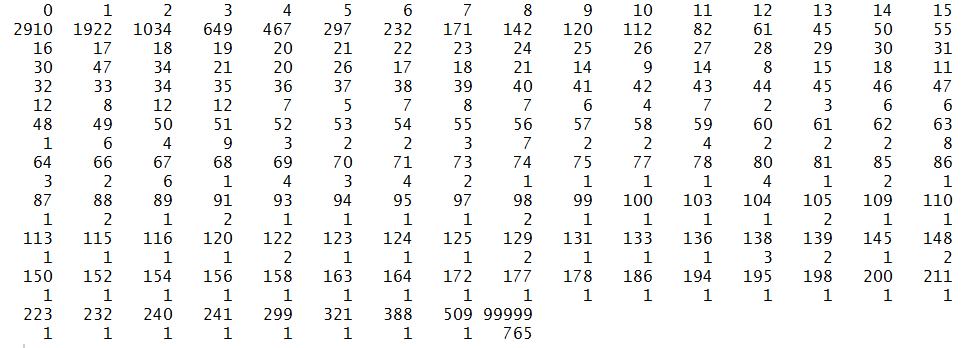 0 1 2 3 4 5 6 7 8 9 10 11 12 13 14 15
2910 1922 1034 649 467 297 232 171 142 120 112 82 61 45 50 55
16 17 18 19 20 21 22 23 24 25 26 27 28 29 30 31
30 47 34 21 20 26 17 18 21 14 9 14 8 15 18 11
32 33 34 35 36 37 38 39 40 41 42 43 44 45 46 47
12 8 12 12 7 5 7 8 7 6 4 7 2 3 6 6
48 49 50 51 52 53 54 55 56 57 58 59 60 61 62 63
1 6 4 9 3 2 2 3 7 2 2 4 2 2 2 8
64 66 67 68 69 70 71 73 74 75 77 78 80 81 85 86
3 2 6 1 4 3 4 2 1 1 1 1 4 1 2 1
87 88 89 91 93 94 95 97 98 99 100 103 104 105 109 110
1 2 1 2 1 1 1 1 2 1 1 1 1 2 1 1
113 115 116 120 122 123 124 125 129 131 133 136 138 139 145 148
1 1 1 1 2 1 1 1 2 1 1 1 3 2 1 2
150 152 154 156 158 163 164 172 177 178 186 194 195 198 200 211
1 1 1 1 1 1 1 1 1 1 1 1 1 1 1 1
223 232 240 241 299 321 388 509 99999
1 1 1 1 1 1 1 1 765